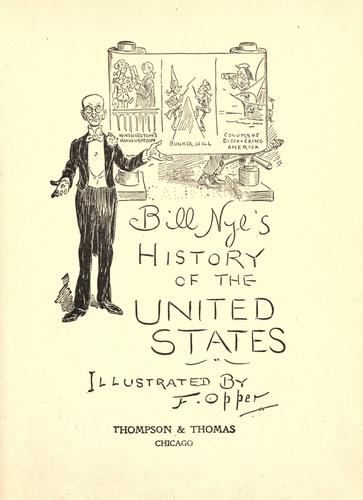 WASHINGTON'S
INAUGURATION
BUNKER HILL
COLUMBUS
DISCOVERING
AMERICA
Bill Nye's
HISTORY
OF THE
UNITED
STATES
ILLUSTRATED BY
F. Opper
THOMPSON & THOMAS
CHICAGO